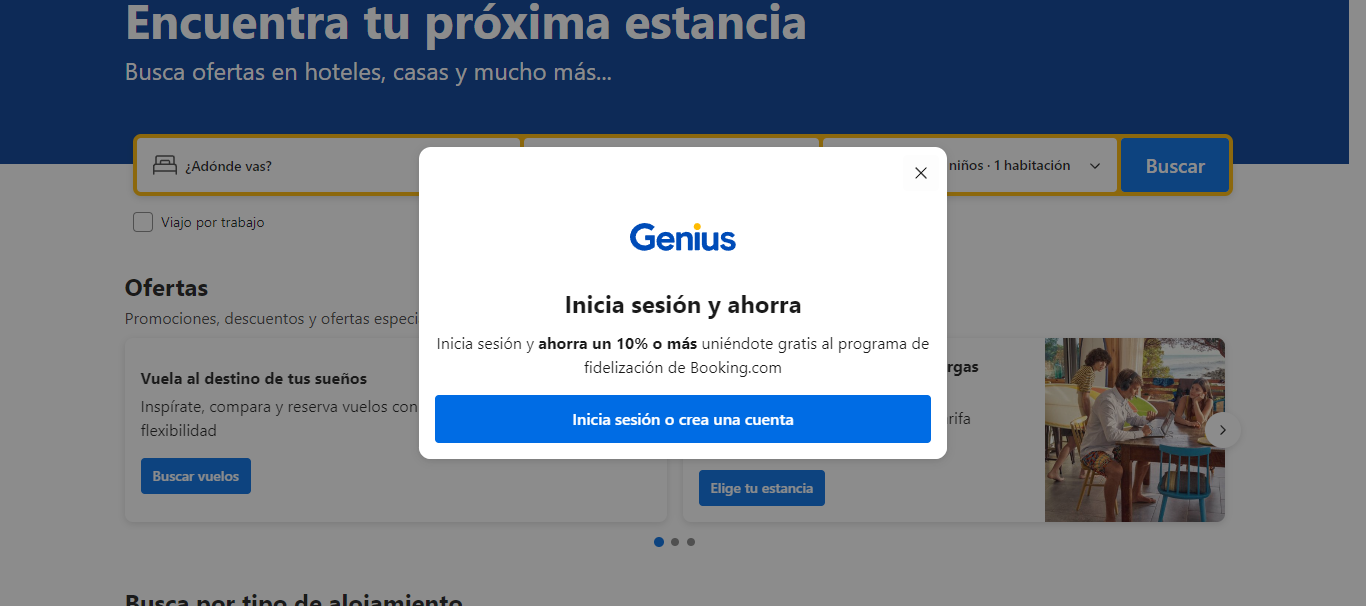 Encuentra tu próxima estancia
Busca ofertas en hoteles, casas y mucho más...
¿Adónde vas?
niños · 1 habitación
Buscar
Viajo por trabajo
Genius
Inicia sesión y ahorra
Inicia sesión y ahorra un 10% o más uniéndote gratis al programa de
fidelización de Booking.com
Inicia sesión o crea una cuenta
Ofertas
Promociones, descuentos y ofertas especi
Vuela al destino de tus sueños
Inspírate, compara y reserva vuelos con
flexibilidad
Buscar vuelos
rgas
rifa
Elige tu estancia
Busca por tipo de alojamiento